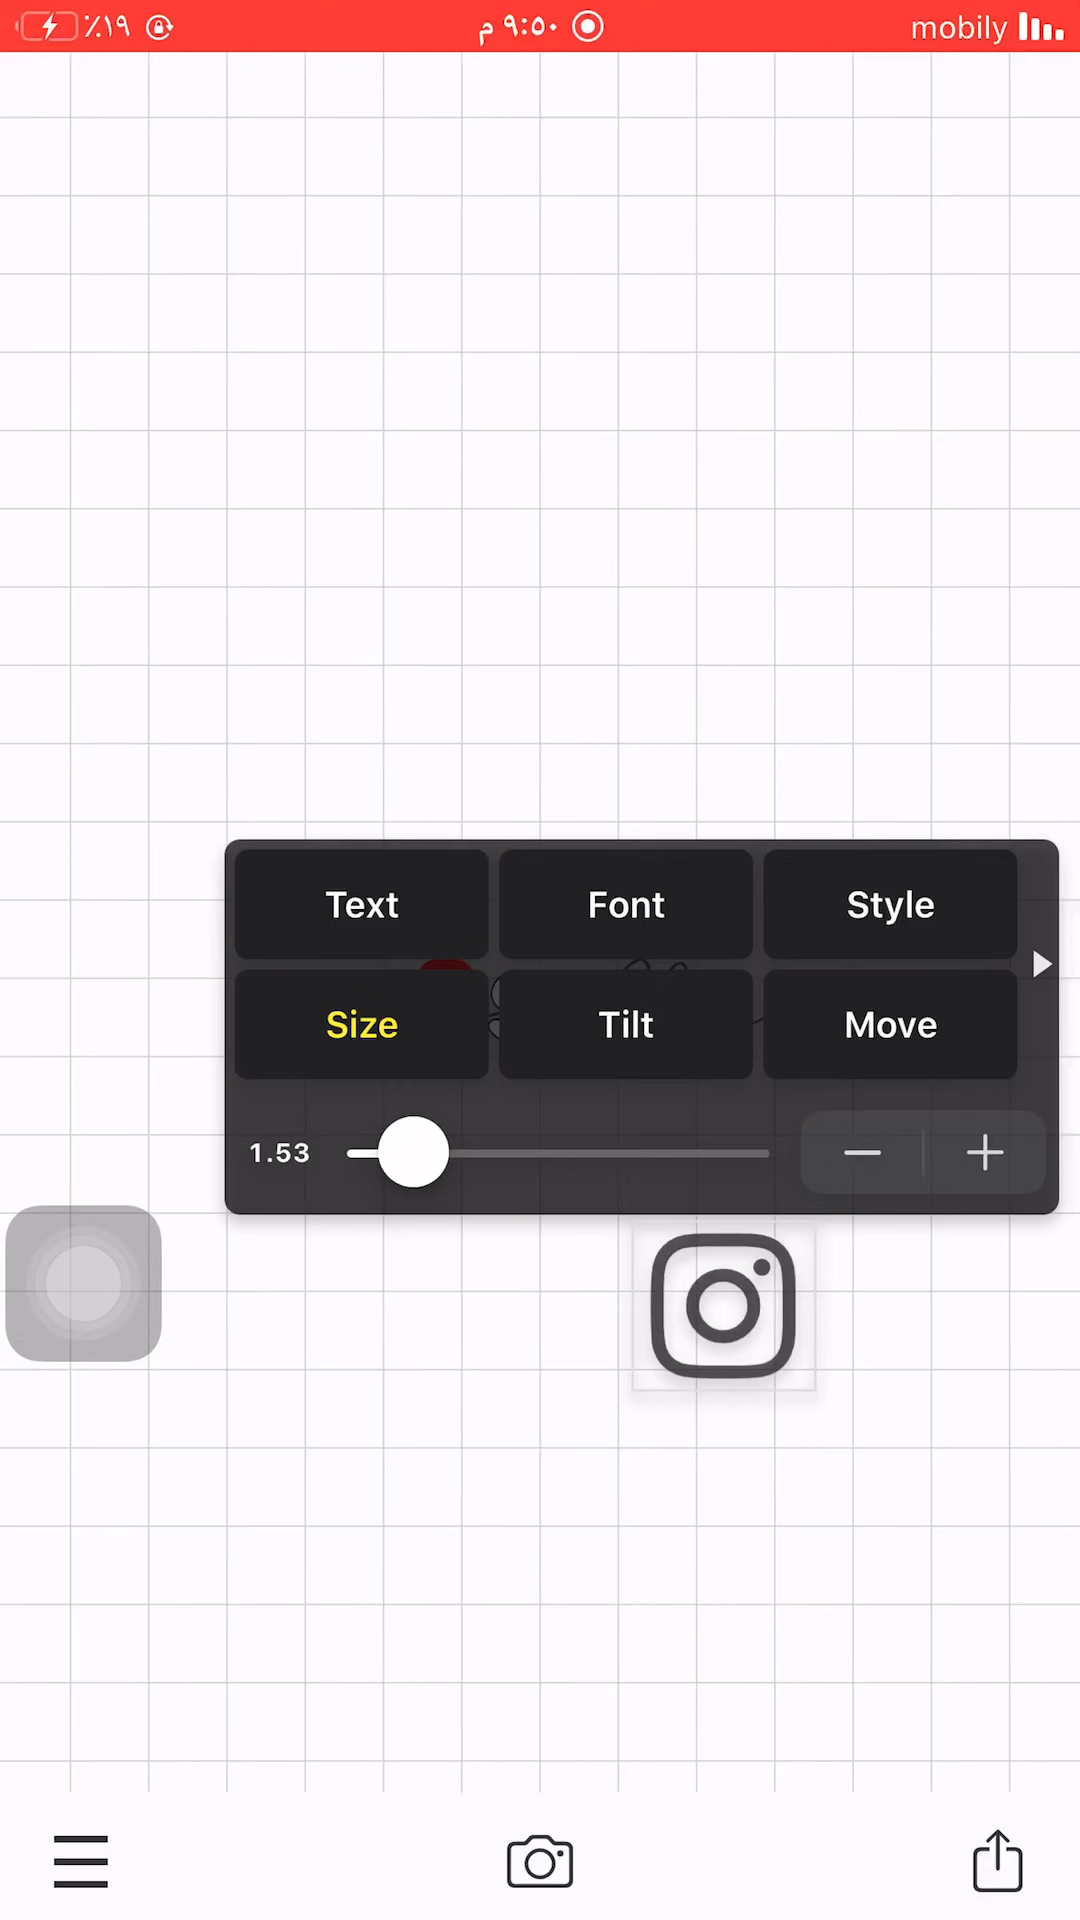 ٪١٩ ٩:٥٠ م mobily
Text Font Style
Size Tilt Move
1.53